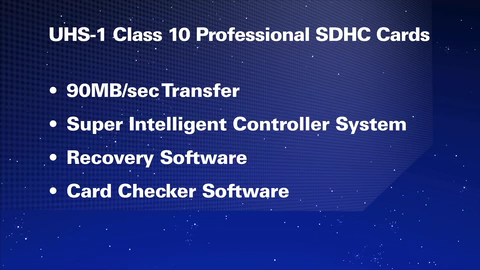 UHS-1 Class 10 Professional SDHC Cards
• 90MB/sec Transfer
• Super Intelligent Controller System
• Recovery Software
• Card Checker Software